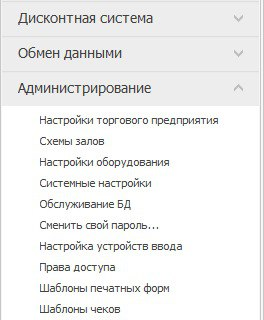 Дисконтная система
Обмен данными
Администрирование
Настройки торгового предприятия
Схемы залов
Настройки оборудования
Системные настройки
Обслуживание БД
Сменить свой пароль...
Настройка устройств ввода
Права доступа
Шаблоны печатных форм
Шаблоны чеков